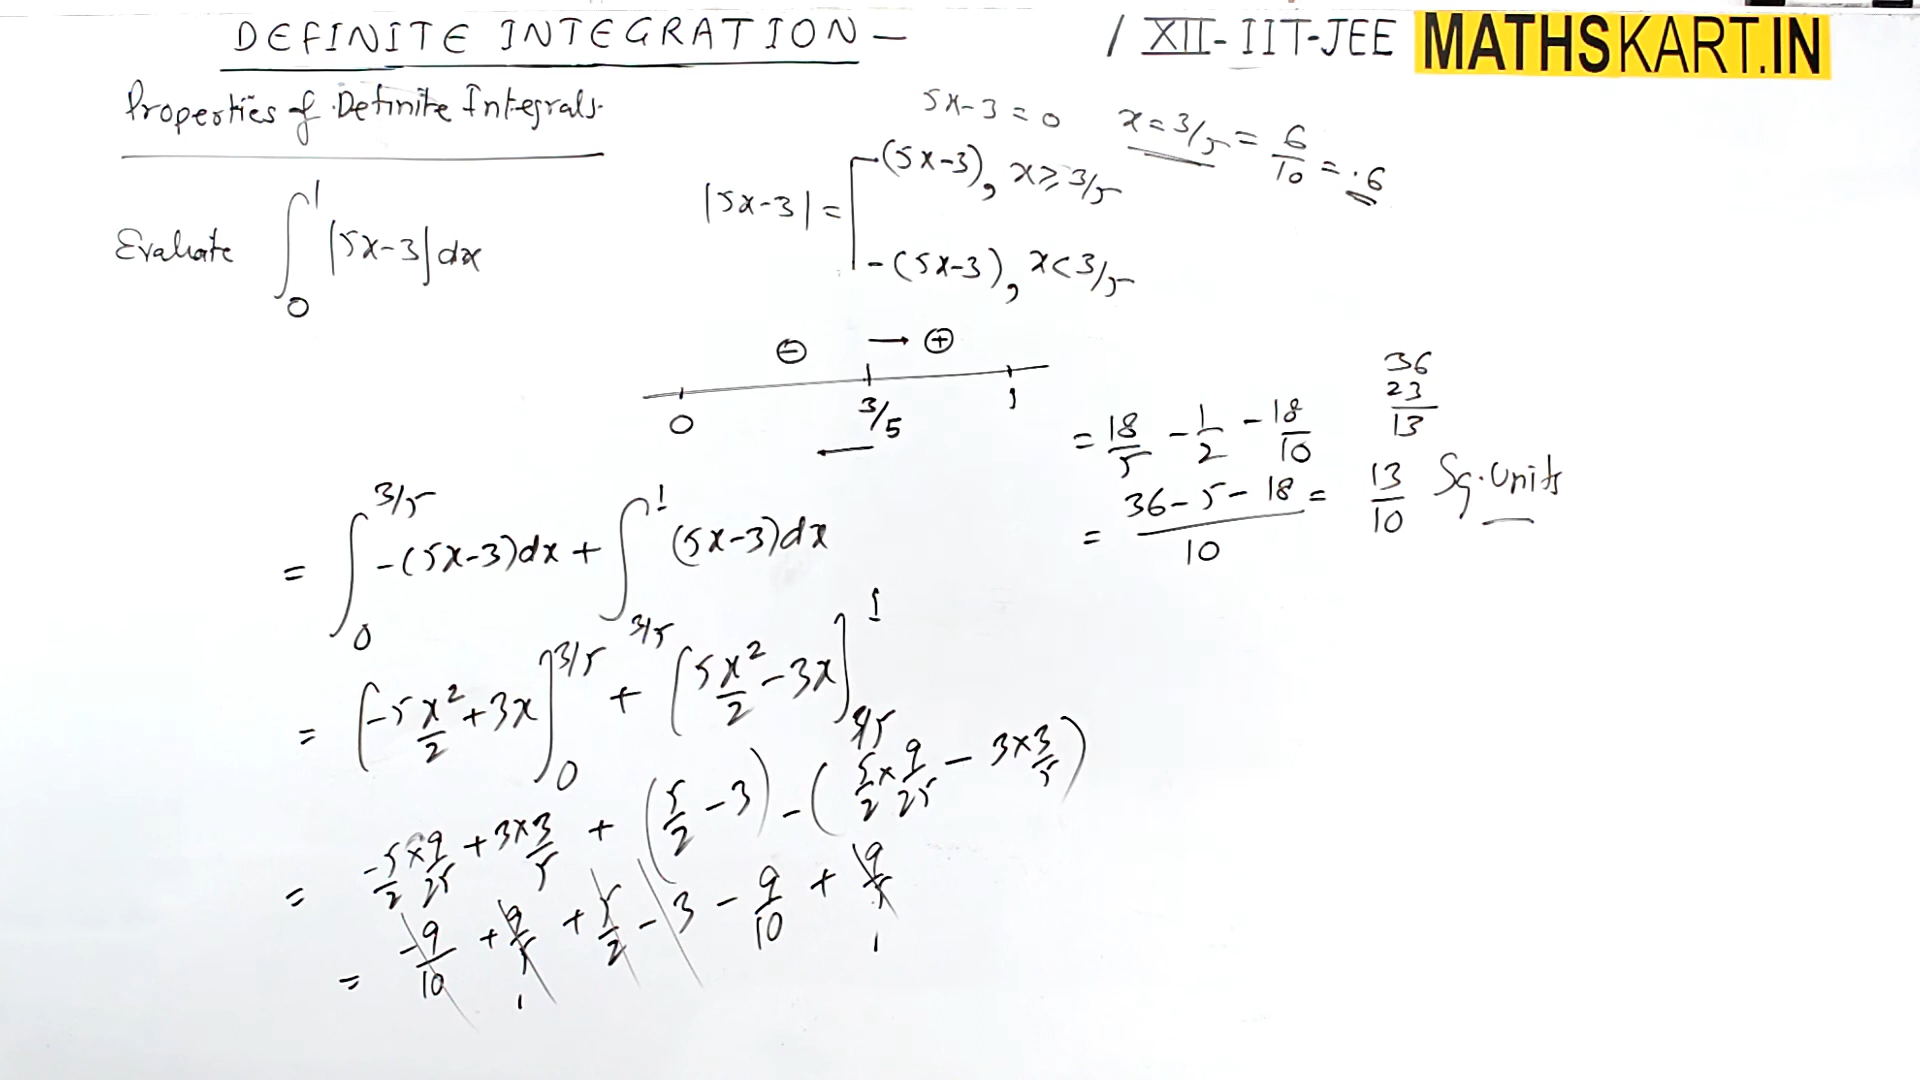 DEFINITE INTEGRATION — / XII-IIT-JEE MATHSKART.IN
Properties of Definite Integrals.
5x-3=0 x=3/5 = 6/10 = .6
Evaluate ∫₀¹ |5x-3|dx
|5x-3| = (5x-3), x≥3/5
-(5x-3), x<3/5
⊖ → ⊕
0 3/5 1
= ∫₀^{3/5} -(5x-3)dx + ∫_{3/5}^1 (5x-3)dx
= [-5x²/2+3x]₀^{3/5} + [5x²/2-3x]_{3/5}^1
= -5/2×9/25 + 3×3/5 + (5/2-3) - (5/2×9/25 - 3×3/5)
= -9/10 + 9/5 + 5/2 - 3 - 9/10 + 9/5
36
23
13
= 18/5 - 1/2 - 18/10
= 36-5-18/10 = 13/10 Sq.Units